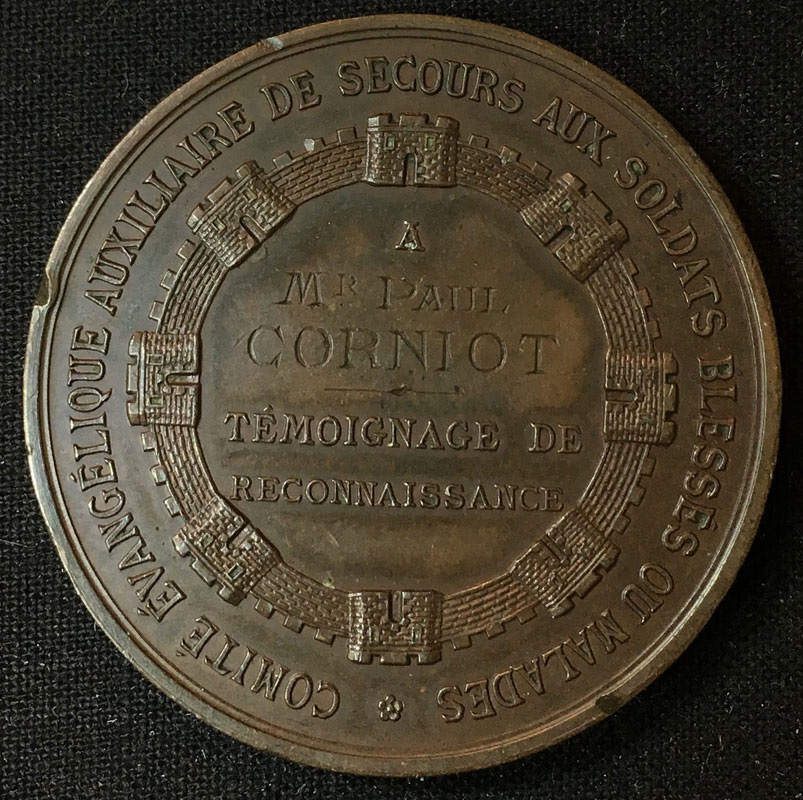 COMITÉ ÉVANGÉLIQUE AUXILIAIRE DE SECOURS AUX SOLDATS BLESSÉS OU MALADES
A
MR PAUL
CORNIOT
TÉMOIGNAGE DE
RECONNAISSANCE